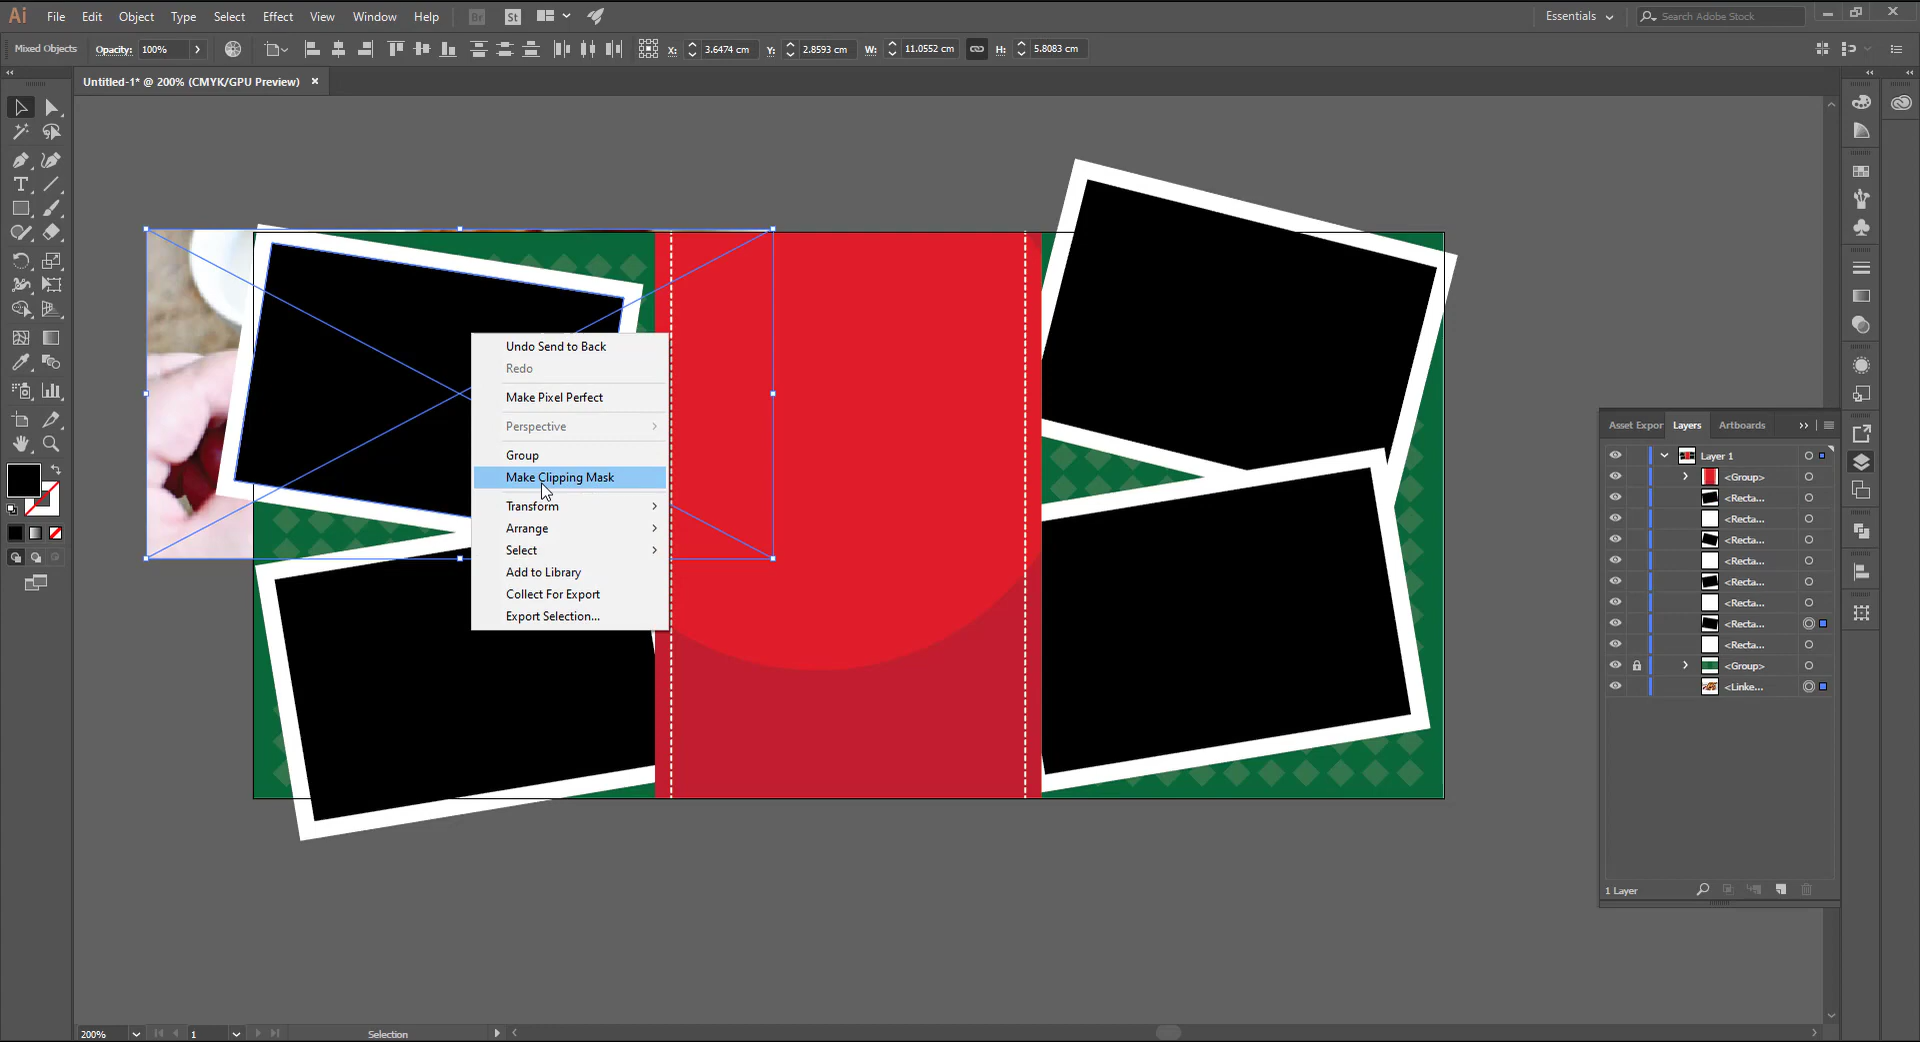 Ai File Edit Object Type Select Effect View Window Help Br St Essentials Search Adobe Stock
Mixed Objects Opacity: 100% X: 3.6474 cm Y: 2.8593 cm W: 11.0552 cm H: 5.8083 cm
Untitled-1* @ 200% (CMYK/GPU Preview)
Undo Send to Back
Redo
Make Pixel Perfect
Perspective
Group
Make Clipping Mask
Transform
Arrange
Select
Add to Library
Collect For Export
Export Selection...
Asset Expor Layers Artboards
Layer 1
<Group>
<Recta...
<Recta...
<Recta...
<Recta...
<Recta...
<Recta...
<Recta...
<Recta...
<Group>
<Linke...
1 Layer
200% 1 Selection